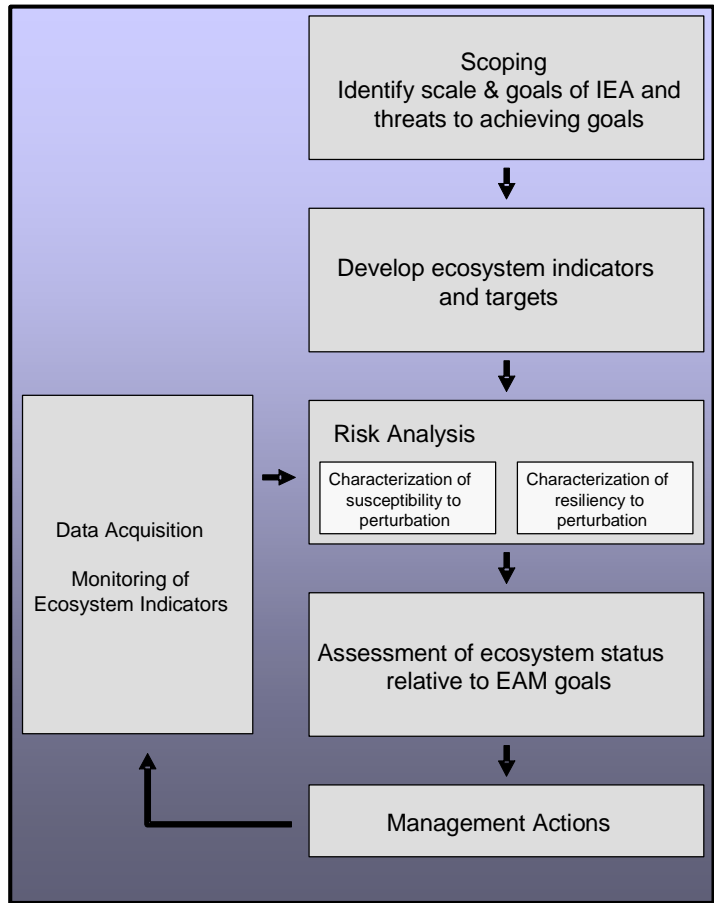 Scoping
Identify scale & goals of IEA and
threats to achieving goals
Develop ecosystem indicators
and targets
Risk Analysis
Characterization of
susceptibility to
perturbation
Characterization of
resiliency to
perturbation
Data Acquisition
Monitoring of
Ecosystem Indicators
Assessment of ecosystem status
relative to EAM goals
Management Actions